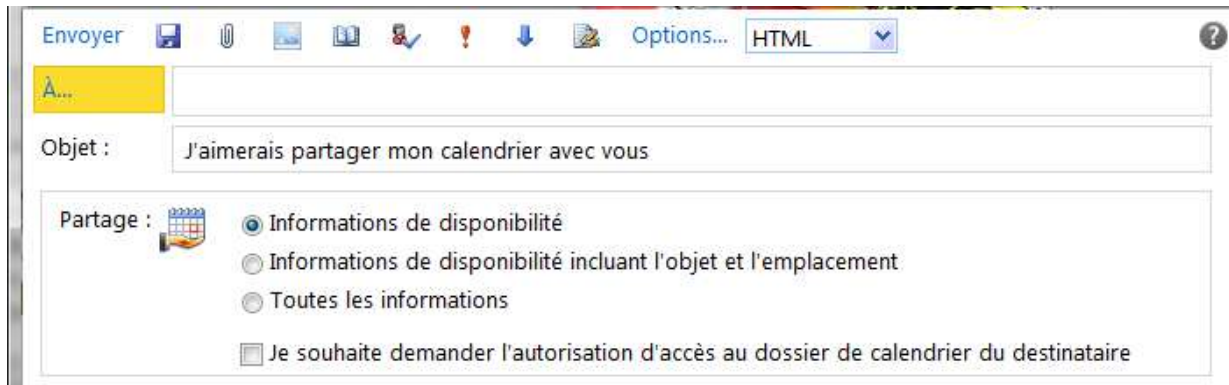 Envoyer Options... HTML
À...
Objet : J'aimerais partager mon calendrier avec vous
Partage : Informations de disponibilité
Informations de disponibilité incluant l'objet et l'emplacement
Toutes les informations
Je souhaite demander l'autorisation d'accès au dossier de calendrier du destinataire